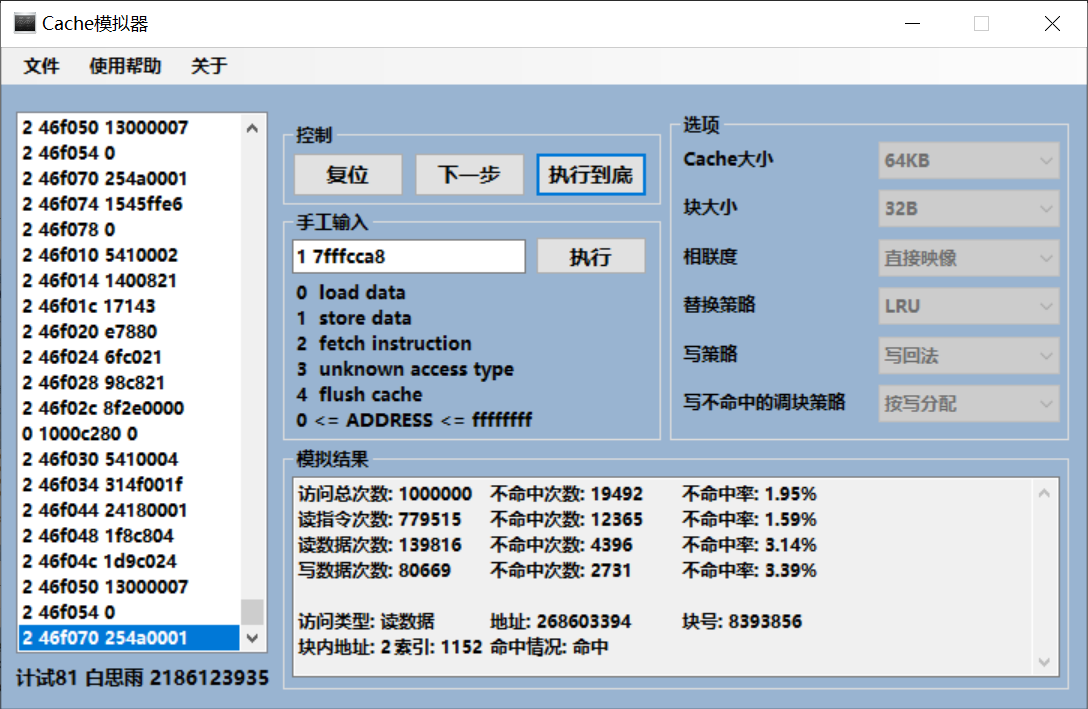 Cache模拟器
文件 使用帮助 关于
2 46f050 13000007
2 46f054 0
2 46f070 254a0001
2 46f074 1545ffe6
2 46f078 0
2 46f010 5410002
2 46f014 1400821
2 46f01c 17143
2 46f020 e7880
2 46f024 6fc021
2 46f028 98c821
2 46f02c 8f2e0000
0 1000c280 0
2 46f030 5410004
2 46f034 314f001f
2 46f044 24180001
2 46f048 1f8c804
2 46f04c 1d9c024
2 46f050 13000007
2 46f054 0
2 46f070 254a0001
计试81 白思雨 2186123935
控制
复位 下一步 执行到底
手工输入
1 7fffcca8 执行
0 load data
1 store data
2 fetch instruction
3 unknown access type
4 flush cache
0 <= ADDRESS <= ffffffff
选项
Cache大小 64KB
块大小 32B
相联度 直接映像
替换策略 LRU
写策略 写回法
写不命中的调块策略 按写分配
模拟结果
访问总次数: 1000000 不命中次数: 19492 不命中率: 1.95%
读指令次数: 779515 不命中次数: 12365 不命中率: 1.59%
读数据次数: 139816 不命中次数: 4396 不命中率: 3.14%
写数据次数: 80669 不命中次数: 2731 不命中率: 3.39%
访问类型: 读数据 地址: 268603394 块号: 8393856
块内地址: 2 索引: 1152 命中情况: 命中